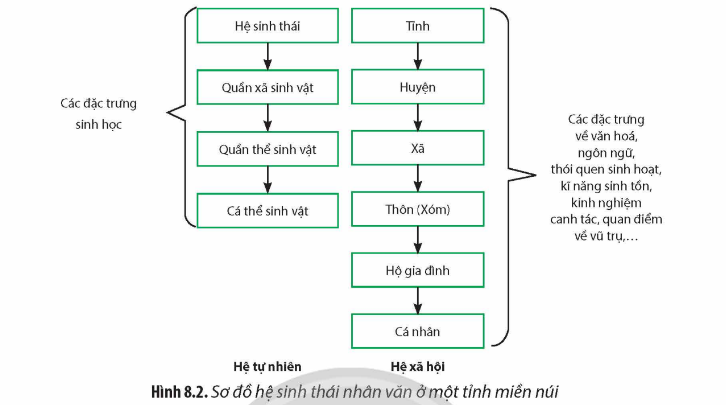 Hệ sinh thái
Tỉnh
Quần xã sinh vật
Huyện
Các đặc trưng
sinh học
Quần thể sinh vật
Xã
Cá thể sinh vật
Thôn (Xóm)
Các đặc trưng
về văn hoá,
ngôn ngữ,
thói quen sinh hoạt,
kĩ năng sinh tồn,
kinh nghiệm
canh tác, quan điểm
về vũ trụ,...
Hộ gia đình
Cá nhân
Hệ tự nhiên
Hệ xã hội
Hình 8.2. Sơ đồ hệ sinh thái nhân văn ở một tỉnh miền núi